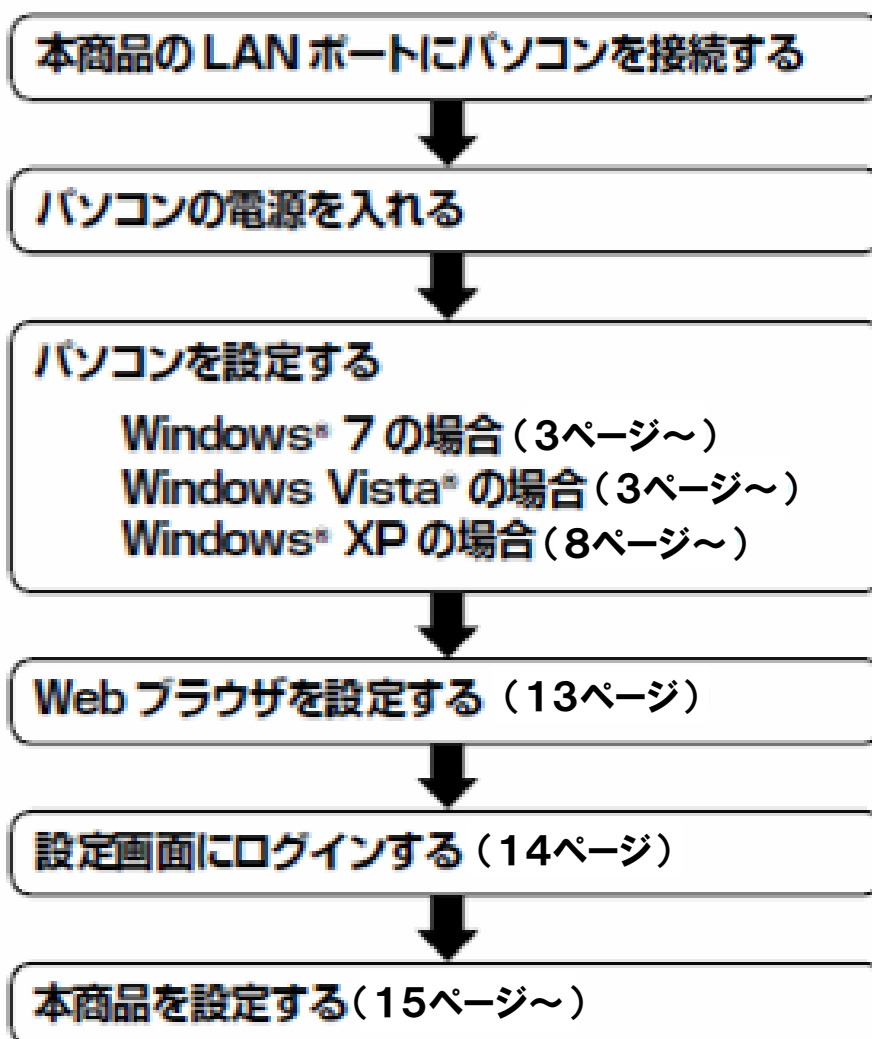 本商品の LAN ポートにパソコンを接続する
パソコンの電源を入れる
パソコンを設定する
Windows® 7 の場合（3ページ～）
Windows Vista® の場合（3ページ～）
Windows® XP の場合（8ページ～）
Web ブラウザを設定する（13ページ）
設定画面にログインする（14ページ）
本商品を設定する（15ページ～）